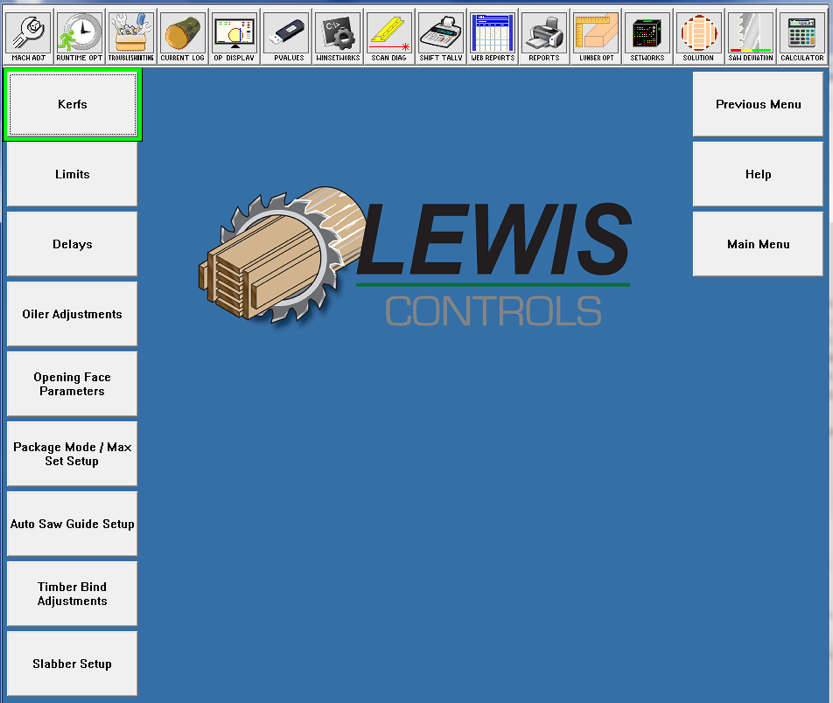 MACH ADJ
RUNTIME OPT
TROUBLESHOOTING
CURRENT LOG
OP DISPLAY
PVALUES
WINSETWORKS
SCAN DIAG
SHIFT TALLY
WEB REPORTS
REPORTS
LUMBER OPT
SETWORKS
SOLUTION
SAW DEVIATION
CALCULATOR
Kerfs
Limits
Delays
Oiler Adjustments
Opening Face
Parameters
Package Mode / Max
Set Setup
Auto Saw Guide Setup
Timber Bind
Adjustments
Slabber Setup
LEWIS
CONTROLS
Previous Menu
Help
Main Menu